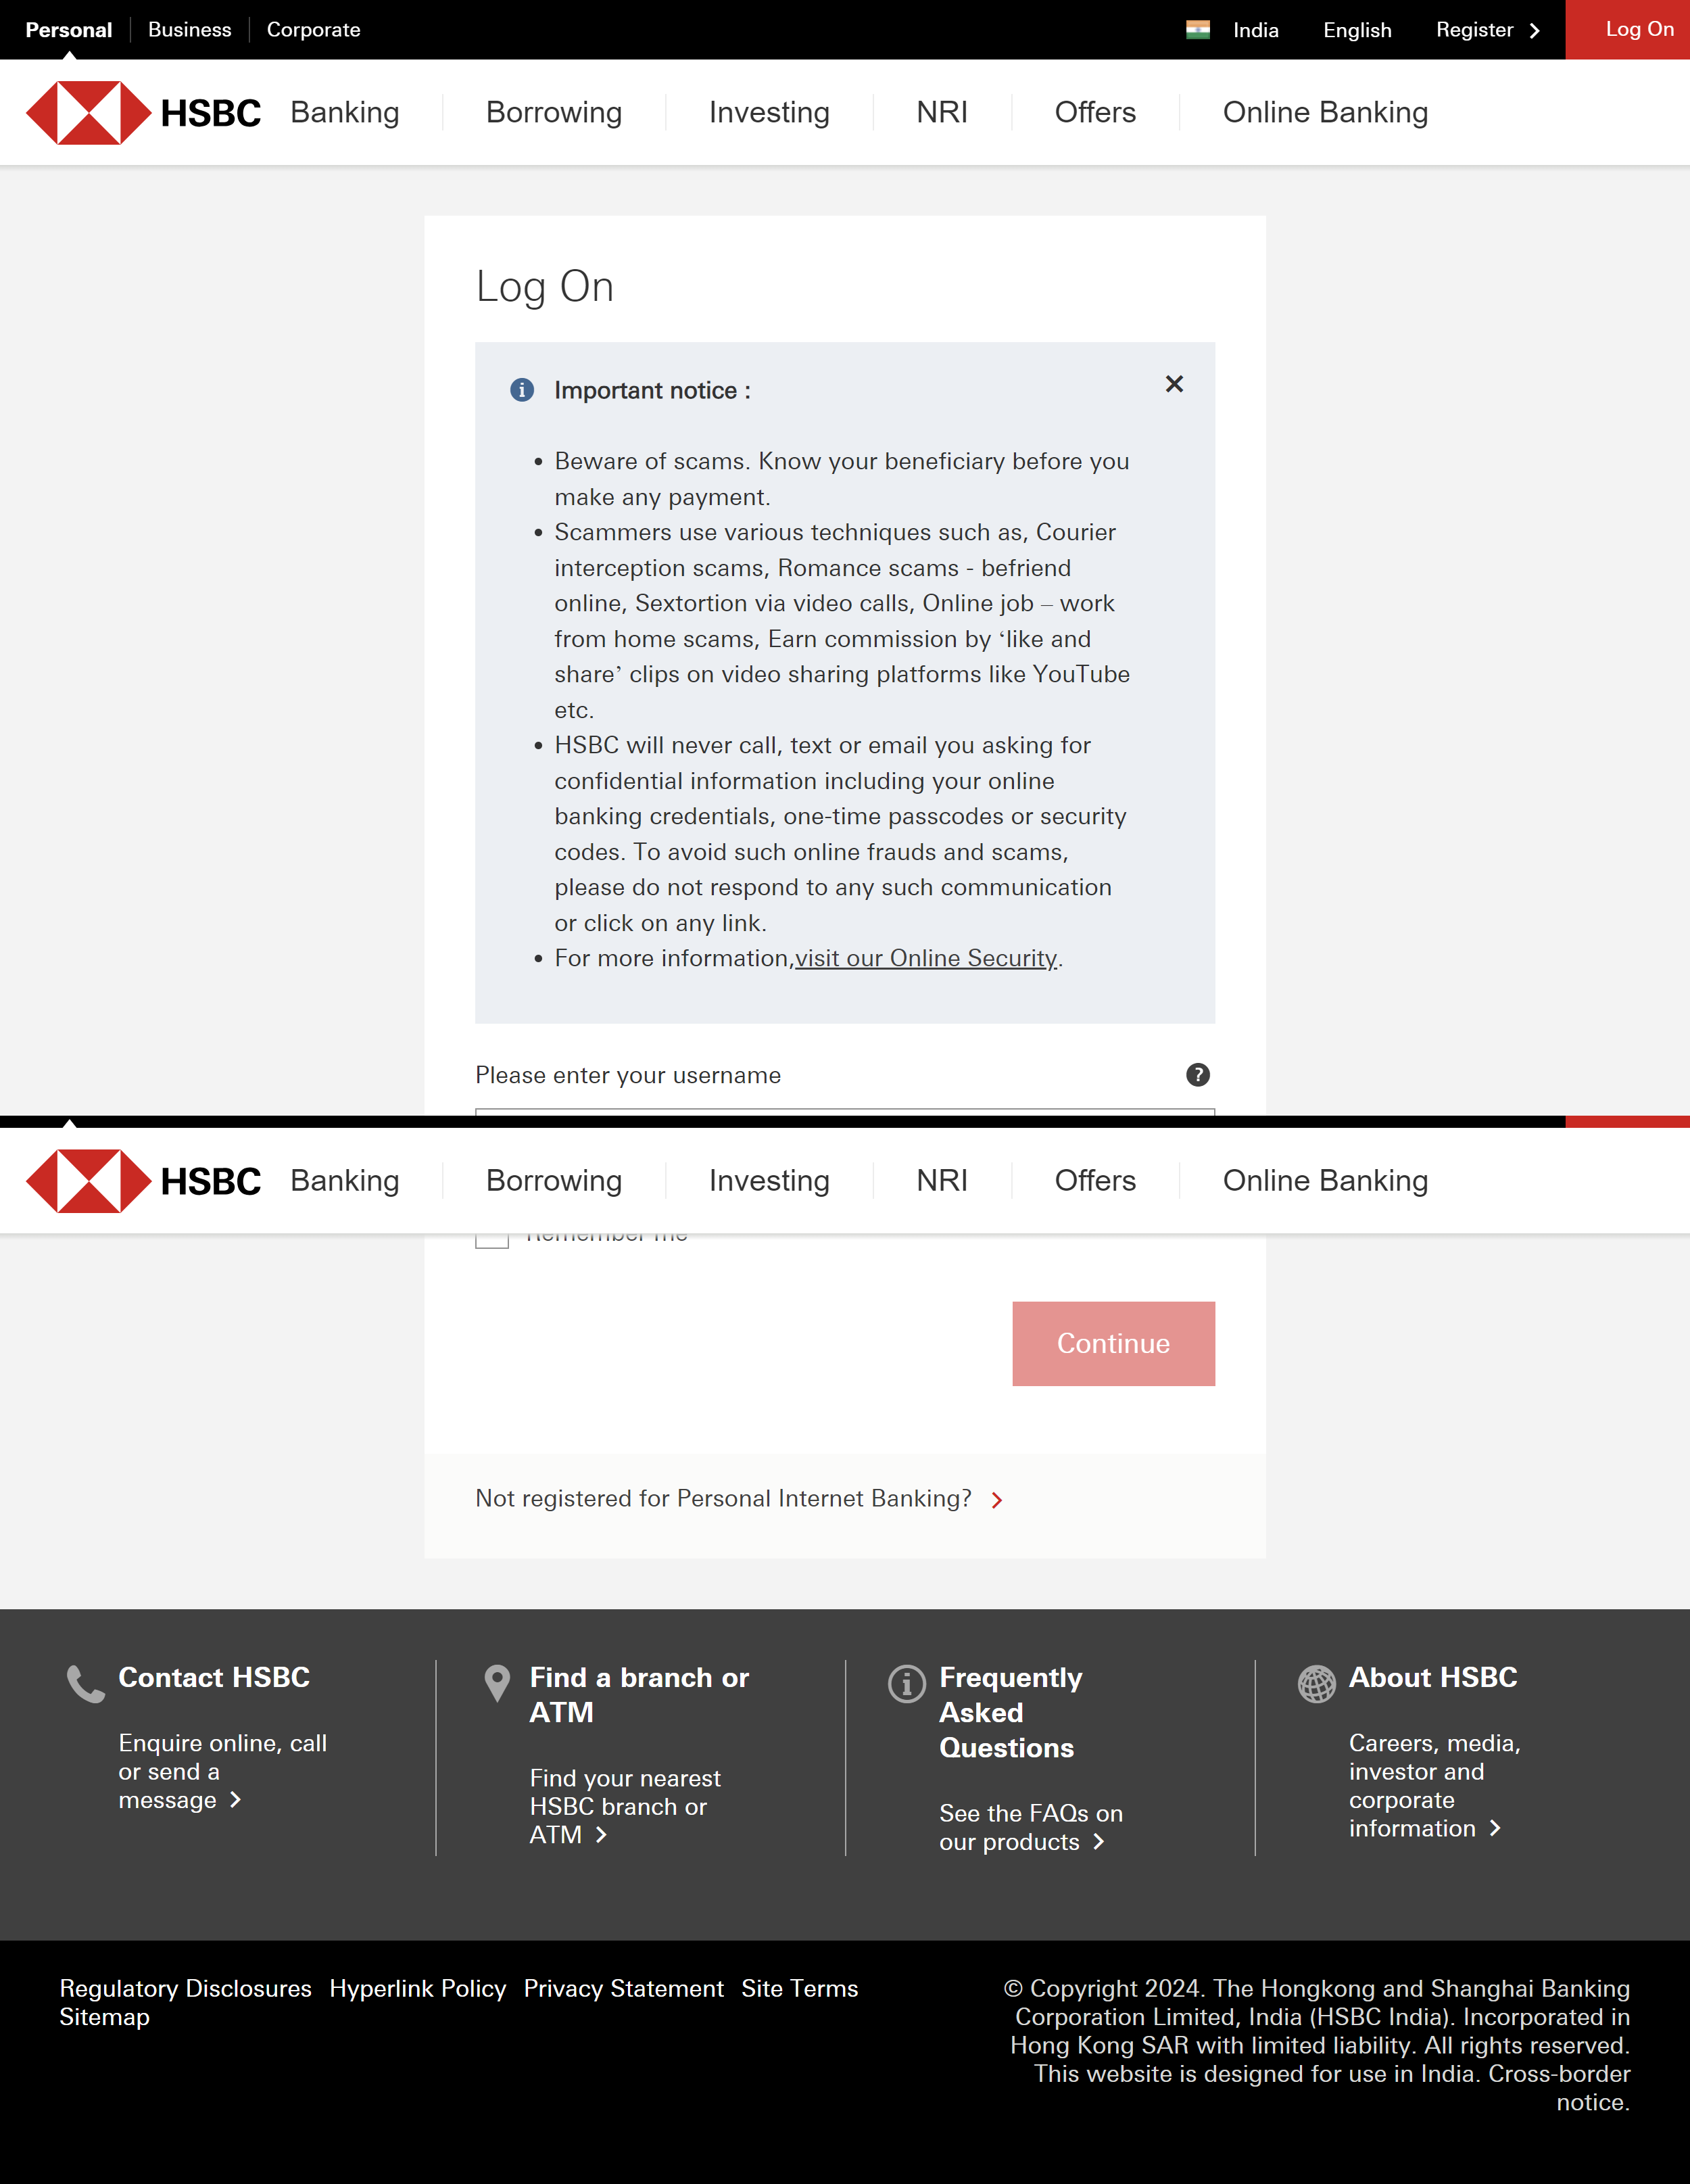 Personal Business Corporate India English Register Log On
HSBC Banking Borrowing Investing NRI Offers Online Banking
Log On
Important notice :
Beware of scams. Know your beneficiary before you
make any payment.
Scammers use various techniques such as, Courier
interception scams, Romance scams - befriend
online, Sextortion via video calls, Online job – work
from home scams, Earn commission by ‘like and
share’ clips on video sharing platforms like YouTube
etc.
HSBC will never call, text or email you asking for
confidential information including your online
banking credentials, one-time passcodes or security
codes. To avoid such online frauds and scams,
please do not respond to any such communication
or click on any link.
For more information,visit our Online Security.
Please enter your username
HSBC Banking Borrowing Investing NRI Offers Online Banking
Remember me
Continue
Not registered for Personal Internet Banking?
Contact HSBC
Enquire online, call
or send a
message
Find a branch or
ATM
Find your nearest
HSBC branch or
ATM
Frequently
Asked
Questions
See the FAQs on
our products
About HSBC
Careers, media,
investor and
corporate
information
Regulatory Disclosures Hyperlink Policy Privacy Statement Site Terms
Sitemap
© Copyright 2024. The Hongkong and Shanghai Banking
Corporation Limited, India (HSBC India). Incorporated in
Hong Kong SAR with limited liability. All rights reserved.
This website is designed for use in India. Cross-border
notice.